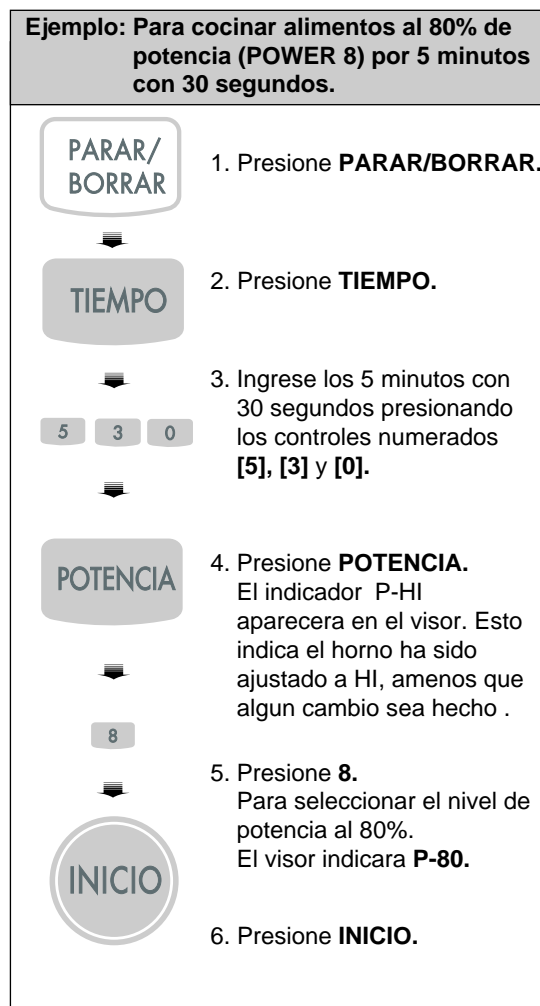 Ejemplo: Para cocinar alimentos al 80% de
potencia (POWER 8) por 5 minutos
con 30 segundos.
PARAR/
BORRAR
1. Presione PARAR/BORRAR.
TIEMPO
2. Presione TIEMPO.
3. Ingrese los 5 minutos con
30 segundos presionando
los controles numerados
[5], [3] y [0].
5 3 0
POTENCIA
4. Presione POTENCIA.
El indicador P-HI
aparecera en el visor. Esto
indica el horno ha sido
ajustado a HI, amenos que
algun cambio sea hecho .
8
5. Presione 8.
Para seleccionar el nivel de
potencia al 80%.
El visor indicara P-80.
INICIO
6. Presione INICIO.